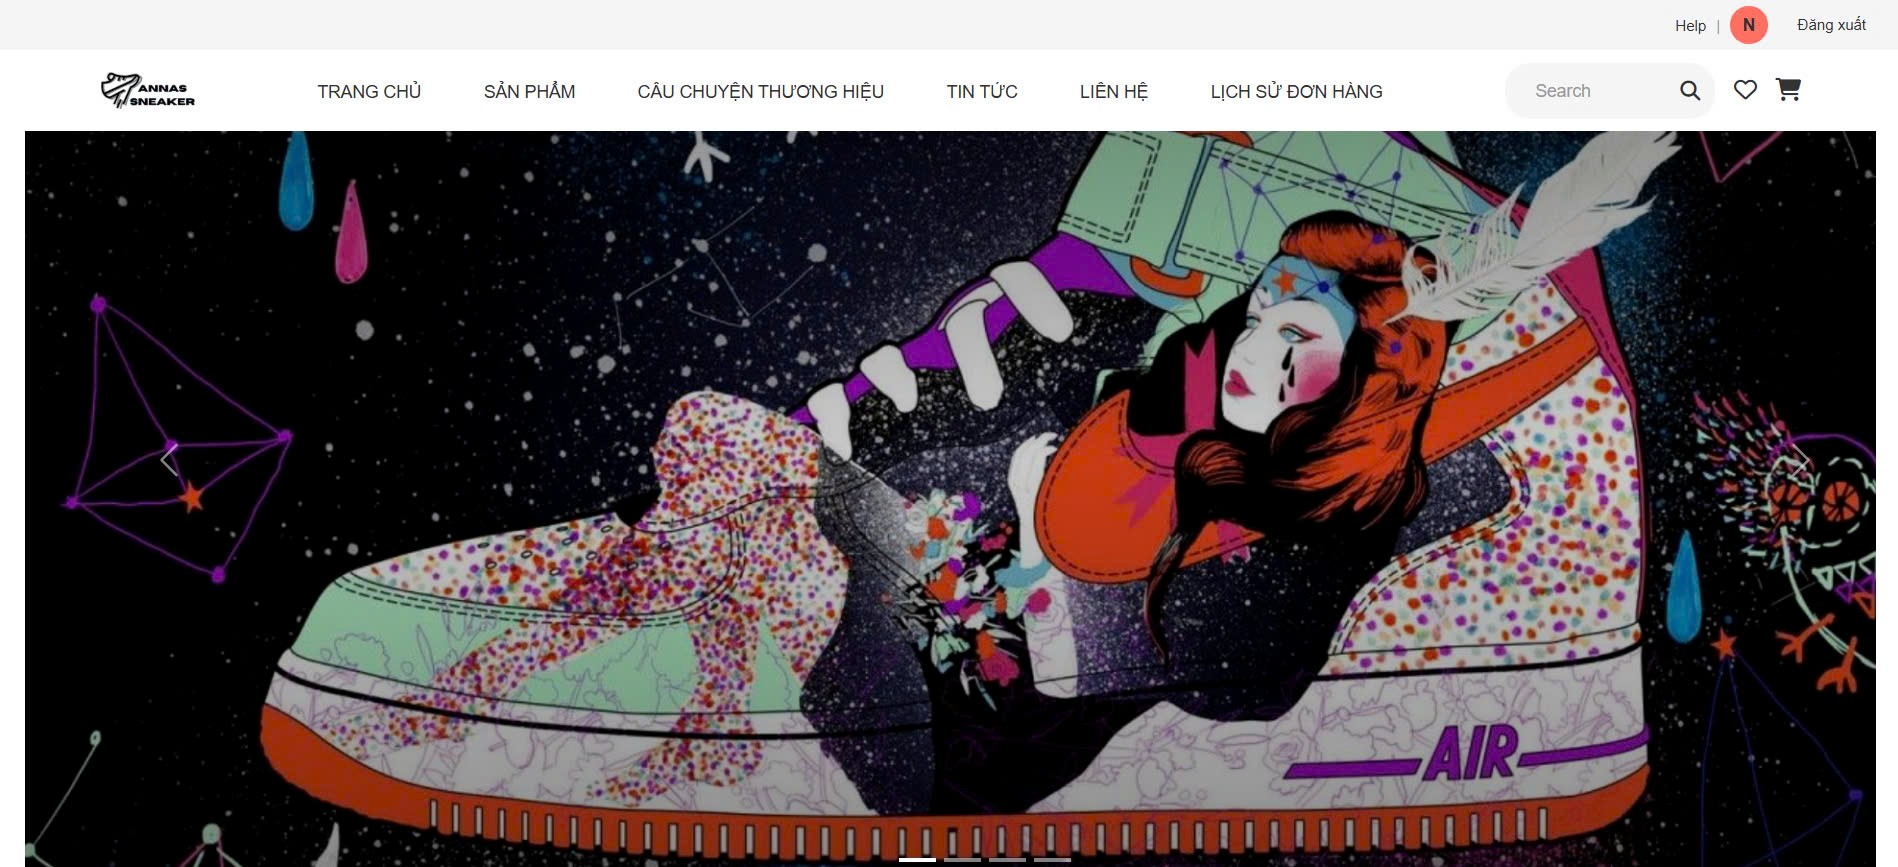 Help | N Đăng xuất
ANNAS
SNEAKER
TRANG CHỦ SẢN PHẨM CÂU CHUYỆN THƯƠNG HIỆU TIN TỨC LIÊN HỆ LỊCH SỬ ĐƠN HÀNG Search
AIR